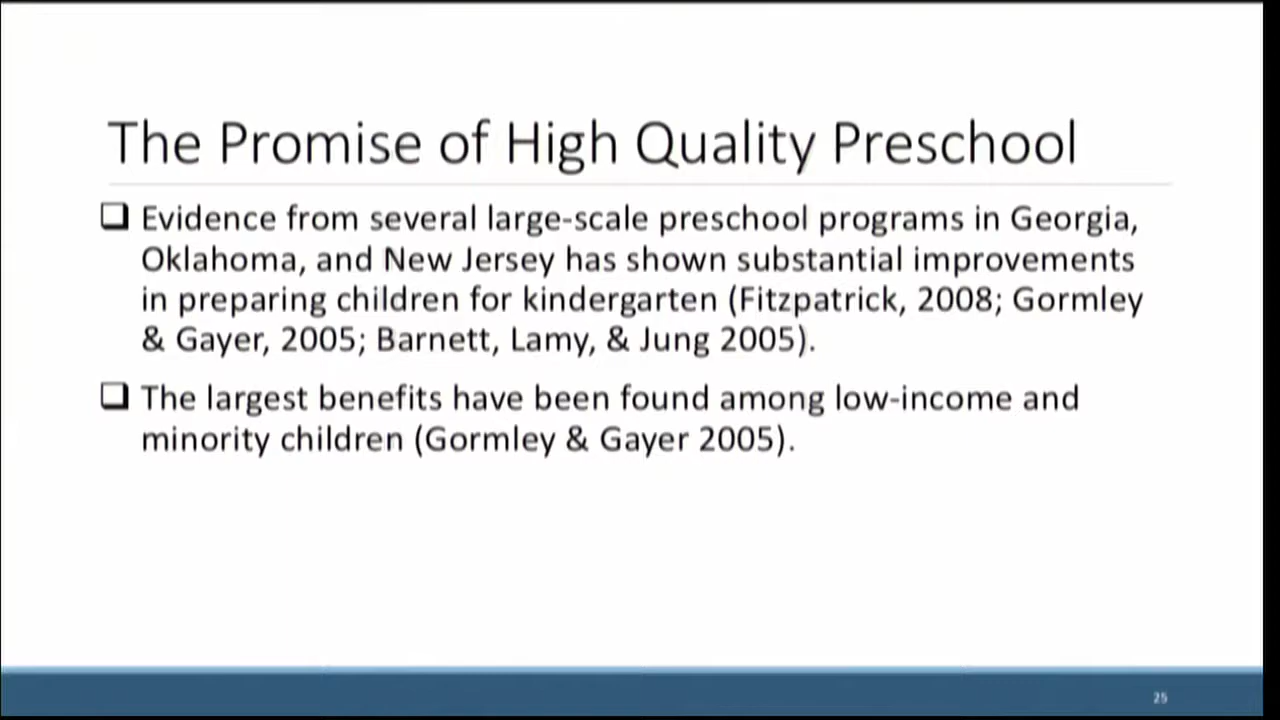 The Promise of High Quality Preschool
❑ Evidence from several large-scale preschool programs in Georgia,
Oklahoma, and New Jersey has shown substantial improvements
in preparing children for kindergarten (Fitzpatrick, 2008; Gormley
& Gayer, 2005; Barnett, Lamy, & Jung 2005).
❑ The largest benefits have been found among low-income and
minority children (Gormley & Gayer 2005).
25